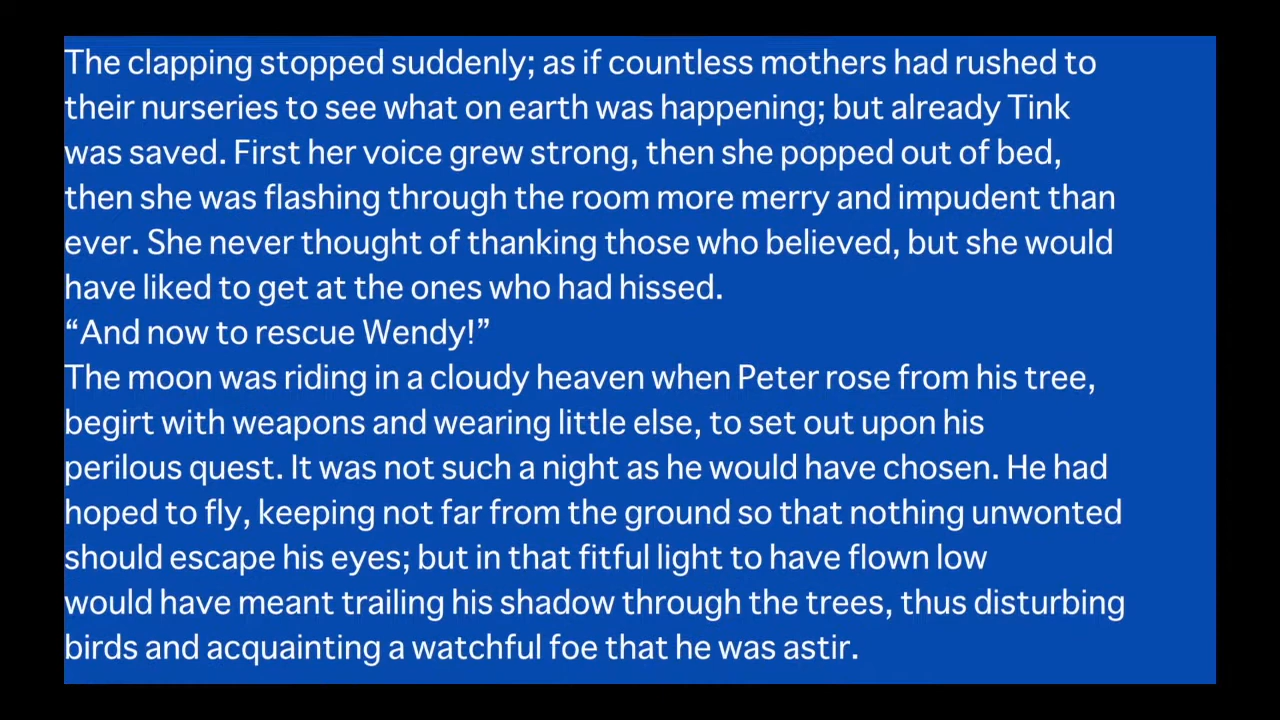 The clapping stopped suddenly; as if countless mothers had rushed to
their nurseries to see what on earth was happening; but already Tink
was saved. First her voice grew strong, then she popped out of bed,
then she was flashing through the room more merry and impudent than
ever. She never thought of thanking those who believed, but she would
have liked to get at the ones who had hissed.
“And now to rescue Wendy!”
The moon was riding in a cloudy heaven when Peter rose from his tree,
begirt with weapons and wearing little else, to set out upon his
perilous quest. It was not such a night as he would have chosen. He had
hoped to fly, keeping not far from the ground so that nothing unwonted
should escape his eyes; but in that fitful light to have flown low
would have meant trailing his shadow through the trees, thus disturbing
birds and acquainting a watchful foe that he was astir.